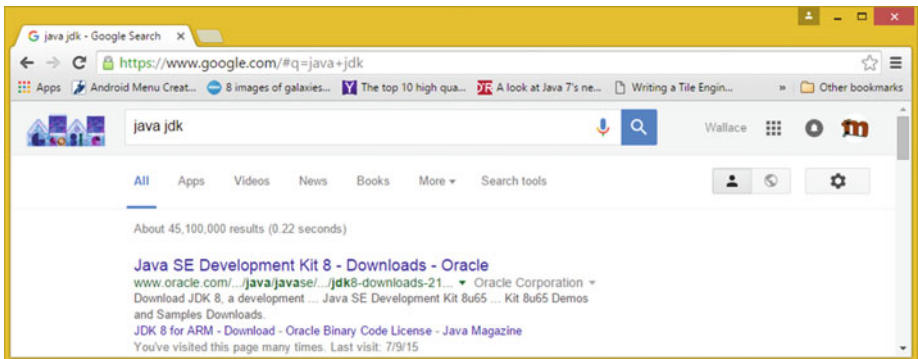 java jdk - Google Search
https://www.google.com/#q=java+jdk
Apps Android Menu Creat... 8 images of galaxies... The top 10 high qua... A look at Java 7's ne... Writing a Tile Engin... » Other bookmarks
Google java jdk Wallace
All Apps Videos News Books More Search tools
About 45,100,000 results (0.22 seconds)
Java SE Development Kit 8 - Downloads - Oracle
www.oracle.com/.../java/javase/.../jdk8-downloads-21... Oracle Corporation
Download JDK 8, a development ... Java SE Development Kit 8u65 ... Kit 8u65 Demos
and Samples Downloads.
JDK 8 for ARM - Download - Oracle Binary Code License - Java Magazine
You've visited this page many times. Last visit: 7/9/15